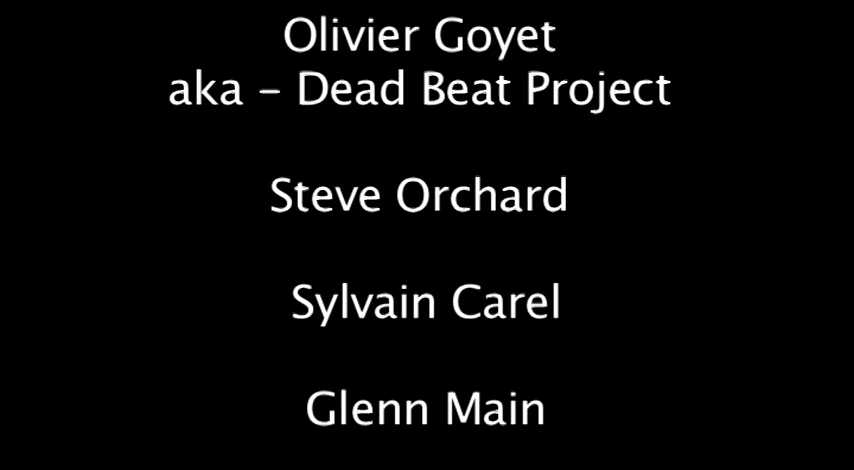 Olivier Goyet
aka - Dead Beat Project
Steve Orchard
Sylvain Carel
Glenn Main